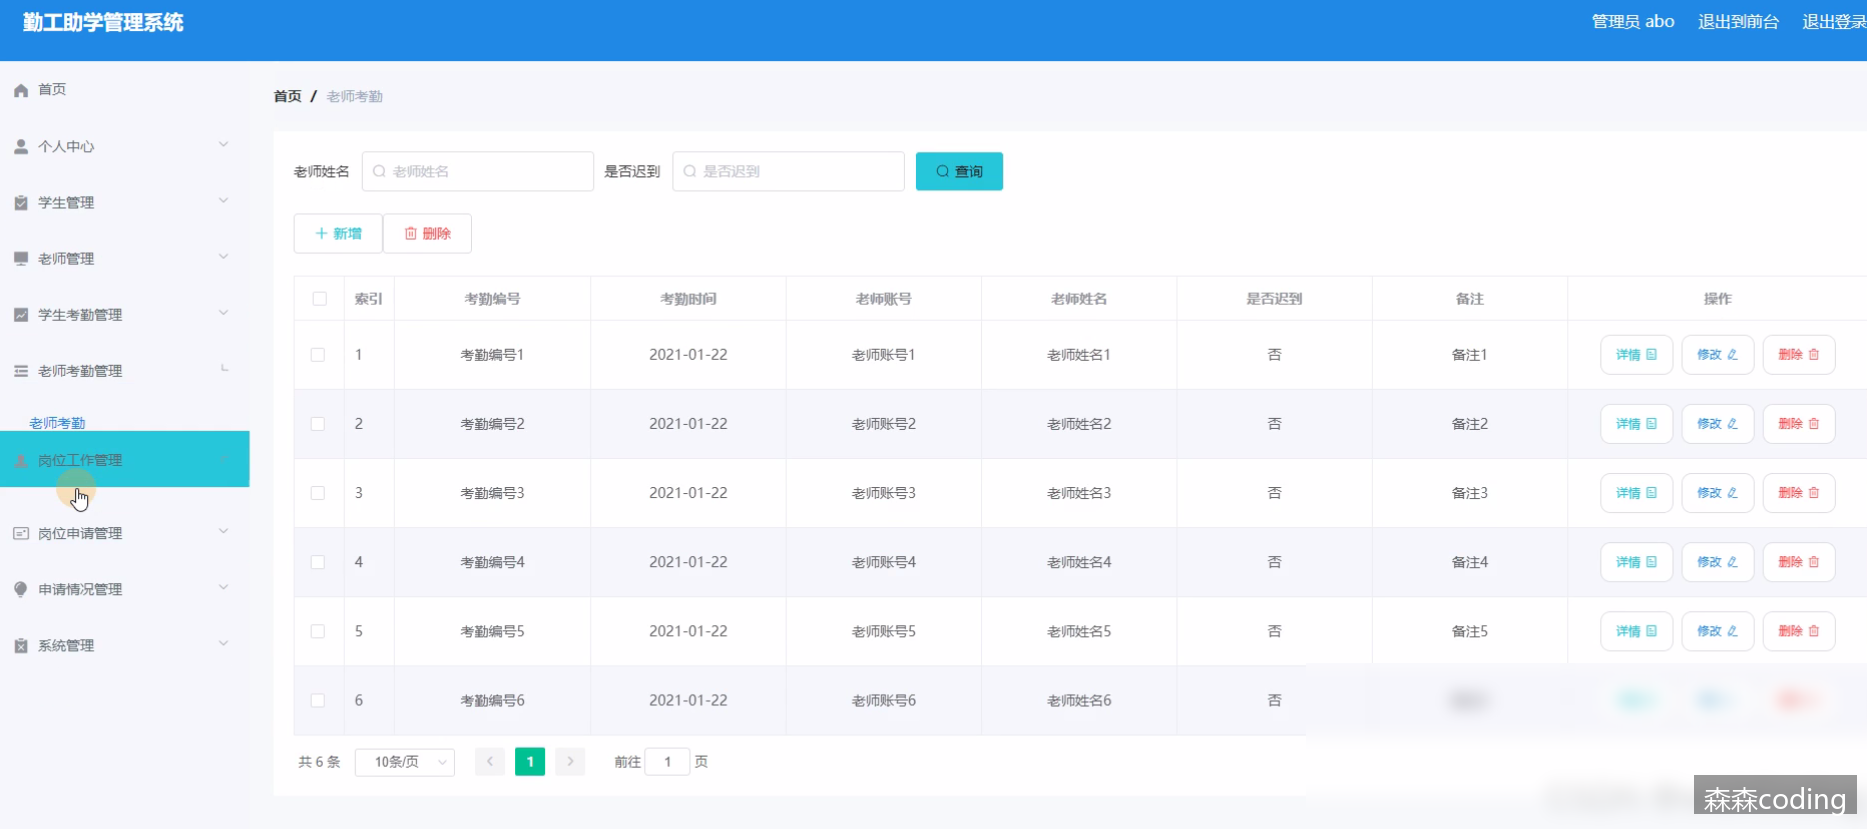 勤工助学管理系统
管理员 abo 退出到前台 退出登录
首页
个人中心
学生管理
老师管理
学生考勤管理
老师考勤管理
老师考勤
岗位工作管理
岗位申请管理
申请情况管理
系统管理
首页 / 老师考勤
老师姓名 老师姓名 是否迟到 是否迟到 查询
新增 删除
索引 考勤编号 考勤时间 老师账号 老师姓名 是否迟到 备注 操作
1 考勤编号1 2021-01-22 老师账号1 老师姓名1 否 备注1 详情 修改 删除
2 考勤编号2 2021-01-22 老师账号2 老师姓名2 否 备注2 详情 修改 删除
3 考勤编号3 2021-01-22 老师账号3 老师姓名3 否 备注3 详情 修改 删除
4 考勤编号4 2021-01-22 老师账号4 老师姓名4 否 备注4 详情 修改 删除
5 考勤编号5 2021-01-22 老师账号5 老师姓名5 否 备注5 详情 修改 删除
6 考勤编号6 2021-01-22 老师账号6 老师姓名6 否
共 6 条 10条/页 1 前往 1 页
森森coding